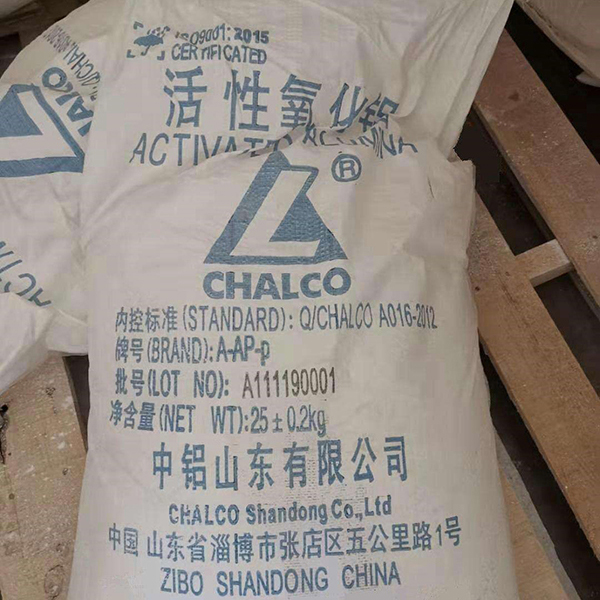 ISO9001:2015
CERTIFICATED
活性氧化铝
ACTIVATED ALUMINA
®
CHALCO
内控标准(STANDARD): Q/CHALCO A016-2012
牌号(BRAND): A-AP-p
批号(LOT NO): A111190001
净含量(NET WT):25±0.2kg
中铝山东有限公司
CHALCO Shandong Co.,Ltd
中国 山东省淄博市张店区五公里路1号
ZIBO SHANDONG CHINA
CHALCO